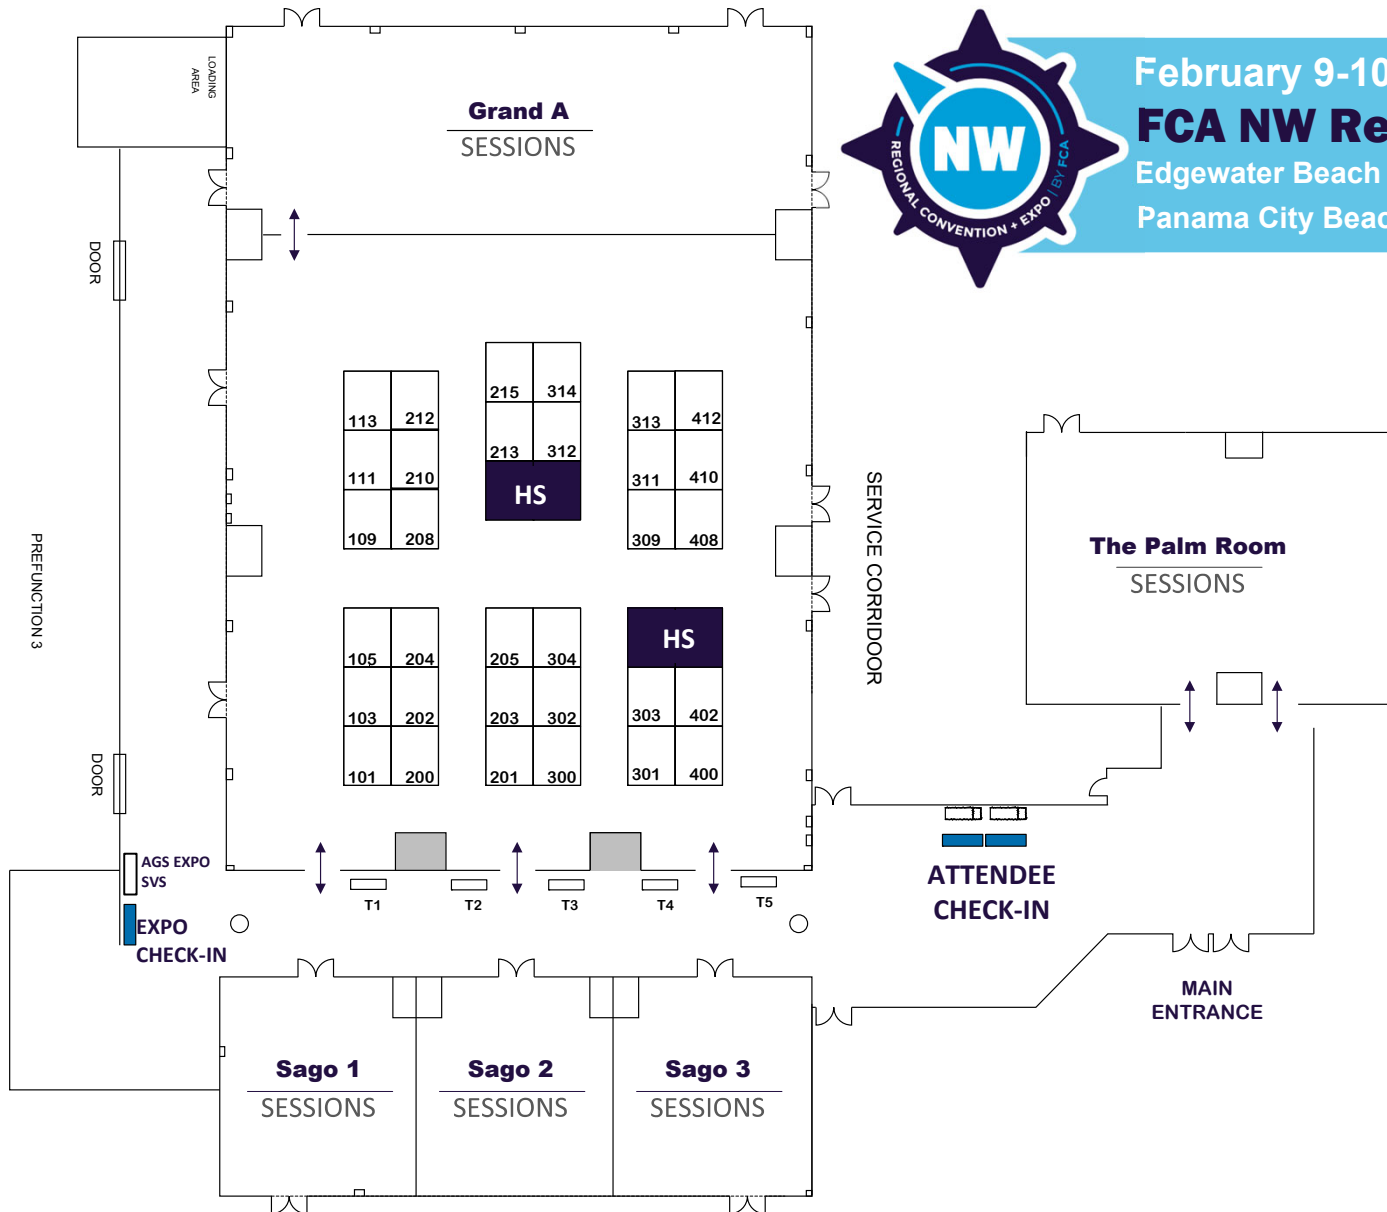 February 9-10
FCA NW Re
Edgewater Beach
Panama City Beac
NW
REGIONAL CONVENTION + EXPO | BY FCA
LOADING
AREA
Grand A
SESSIONS
DOOR
215 314
113 212
313 412
213 312
111 210
311 410
HS
109 208
309 408
SERVICE CORRIDOOR
PREFUNCTION 3
The Palm Room
SESSIONS
HS
105 204
205 304
103 202
203 302
303 402
101 200
201 300
301 400
DOOR
AGS EXPO
SVS
EXPO
CHECK-IN
T1
T2
T3
T4
T5
ATTENDEE
CHECK-IN
MAIN
ENTRANCE
Sago 1
SESSIONS
Sago 2
SESSIONS
Sago 3
SESSIONS